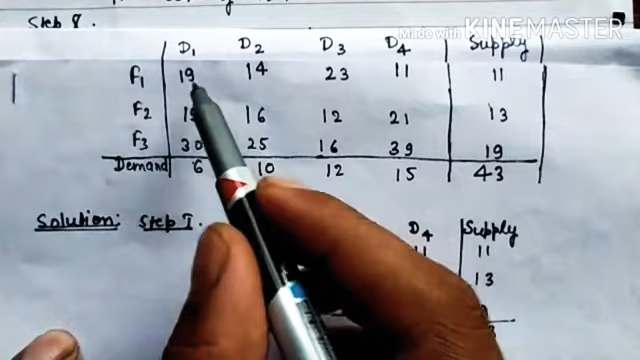 Step 8.
Made with KINEMASTER
D1 D2 D3 D4 Supply
F1 19 14 23 11 11
F2 16 12 21 13
F3 30 25 16 39 19
Demand 6 10 12 15 43
Solution: Step I.
D4 Supply
11 11
13